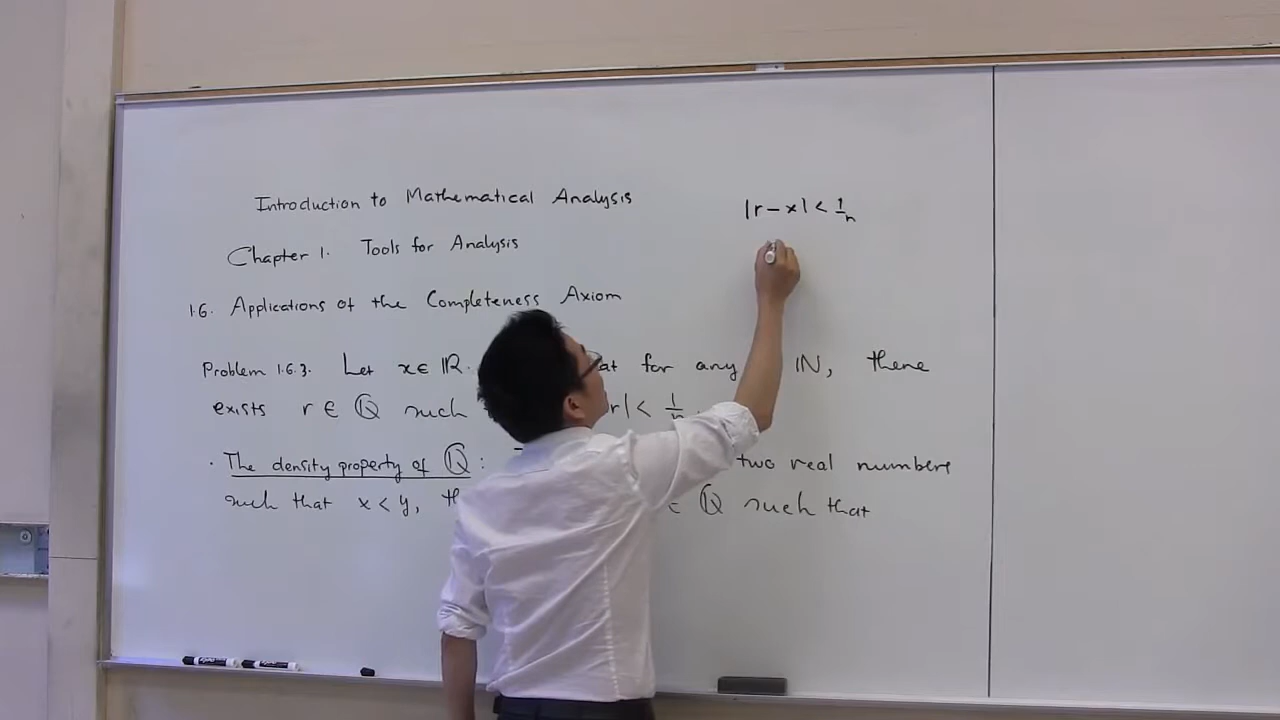 Introduction to Mathematical Analysis
Chapter 1. Tools for Analysis
1.6. Applications of the Completeness Axiom
Problem 1.6.3. Let x ∈ ℝ. at for any ℕ, there
exists r ∈ ℚ such r| < 1/n
· The density property of ℚ: two real numbers
such that x < y, ∈ ℚ such that
|r - x| < 1/n